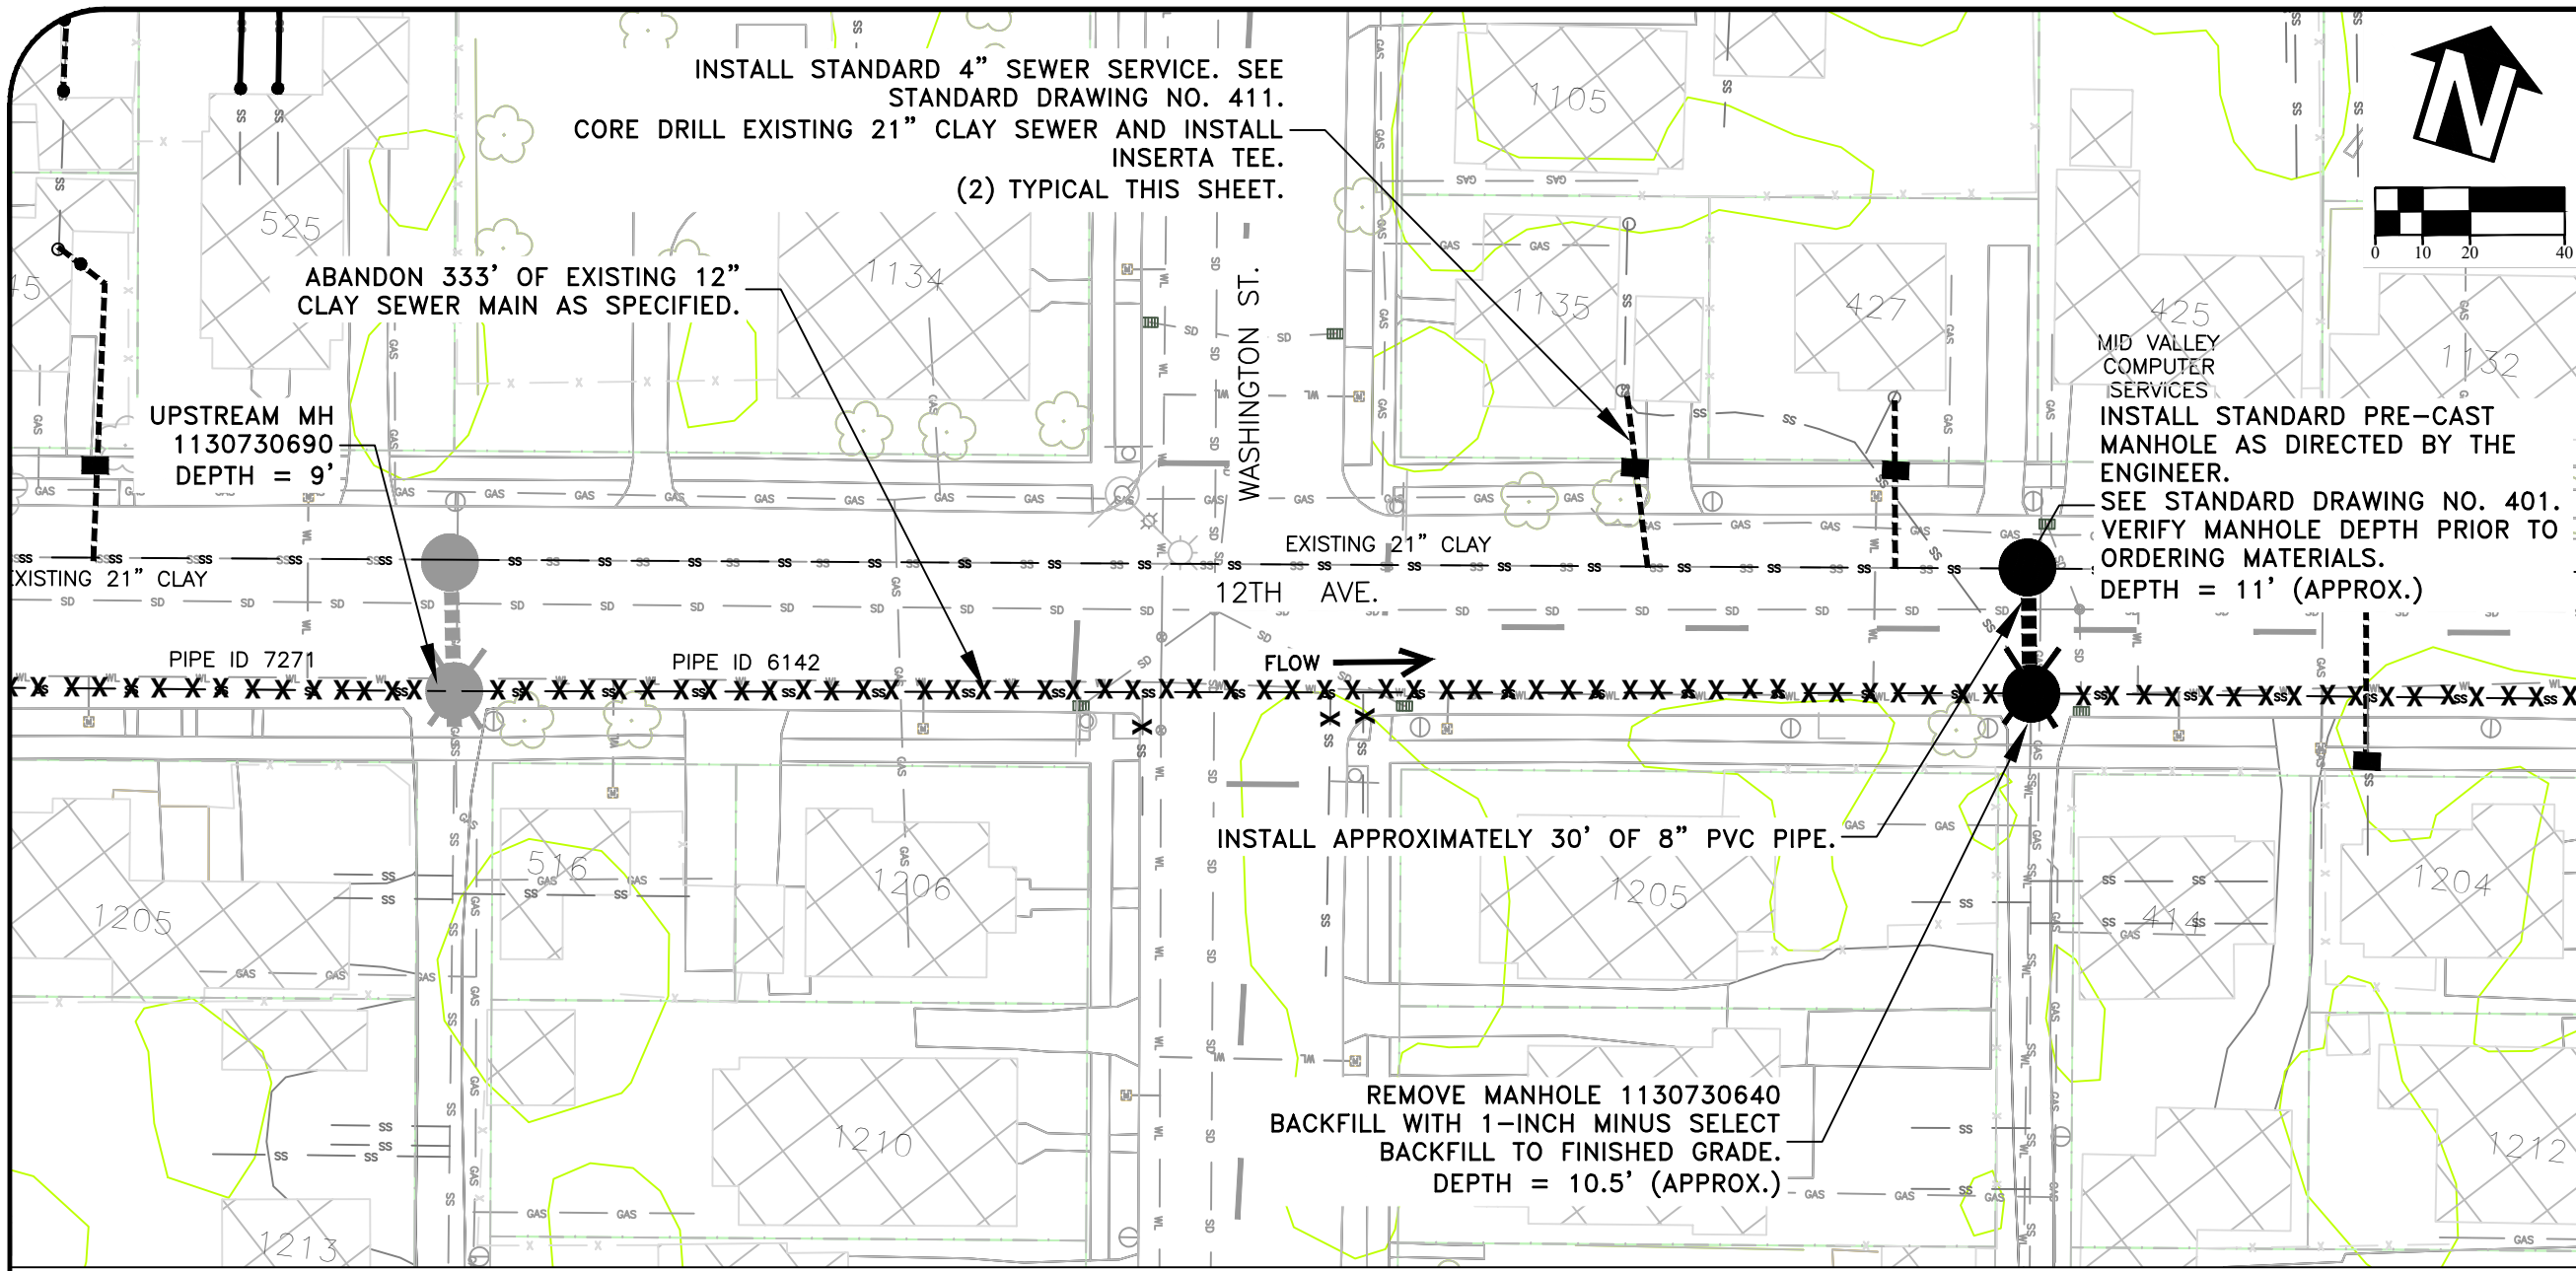 INSTALL STANDARD 4" SEWER SERVICE. SEE
STANDARD DRAWING NO. 411.
CORE DRILL EXISTING 21" CLAY SEWER AND INSTALL
INSERTA TEE.
(2) TYPICAL THIS SHEET.
N
0 10 20 40
525
1134
1105
1135
427
425
1132
ABANDON 333' OF EXISTING 12"
CLAY SEWER MAIN AS SPECIFIED.
WASHINGTON ST.
UPSTREAM MH
1130730690
DEPTH = 9'
MID VALLEY
COMPUTER
SERVICES
INSTALL STANDARD PRE-CAST
MANHOLE AS DIRECTED BY THE
ENGINEER.
SEE STANDARD DRAWING NO. 401.
VERIFY MANHOLE DEPTH PRIOR TO
ORDERING MATERIALS.
DEPTH = 11' (APPROX.)
EXISTING 21" CLAY
EXISTING 21" CLAY
12TH AVE.
PIPE ID 7271
PIPE ID 6142
FLOW
INSTALL APPROXIMATELY 30' OF 8" PVC PIPE.
1205
516
1206
1205
414
1204
REMOVE MANHOLE 1130730640
BACKFILL WITH 1-INCH MINUS SELECT
BACKFILL TO FINISHED GRADE.
DEPTH = 10.5' (APPROX.)
1210
1212
1213